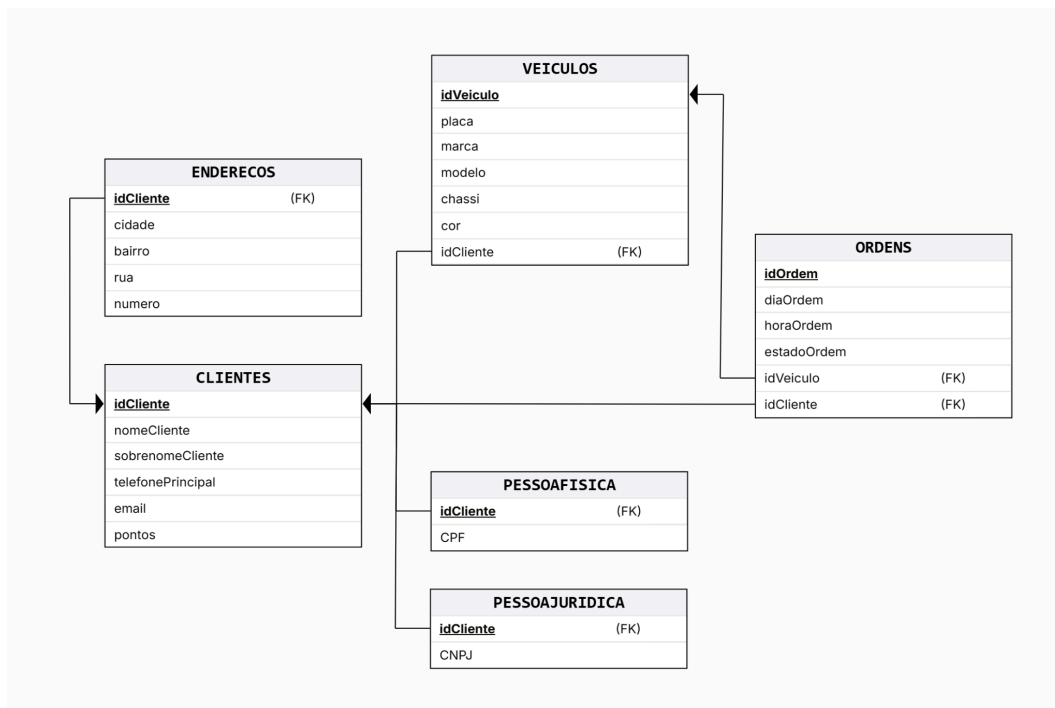 VEICULOS
idVeiculo
placa
marca
modelo
chassi
cor
idCliente (FK)
ENDERECOS
idCliente (FK)
cidade
bairro
rua
numero
ORDENS
idOrdem
diaOrdem
horaOrdem
estadoOrdem
idVeiculo (FK)
idCliente (FK)
CLIENTES
idCliente
nomeCliente
sobrenomeCliente
telefonePrincipal
email
pontos
PESSOAFISICA
idCliente (FK)
CPF
PESSOAJURIDICA
idCliente (FK)
CNPJ